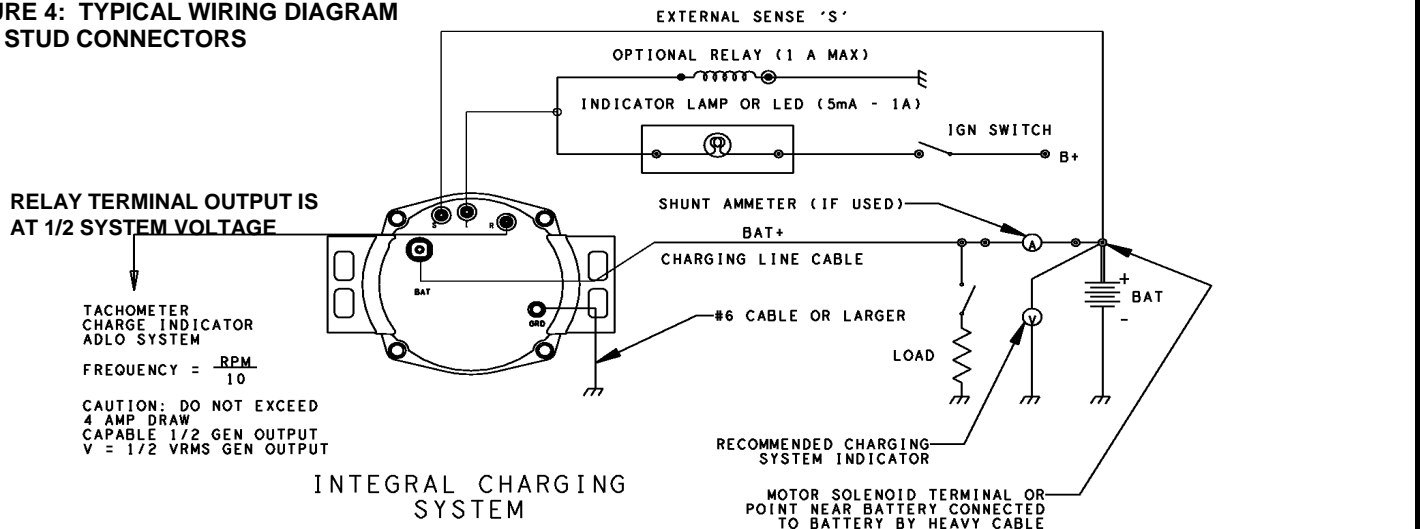 URE 4: TYPICAL WIRING DIAGRAM
STUD CONNECTORS
EXTERNAL SENSE 'S'
OPTIONAL RELAY (1 A MAX)
INDICATOR LAMP OR LED (5mA - 1A)
IGN SWITCH
B+
RELAY TERMINAL OUTPUT IS
AT 1/2 SYSTEM VOLTAGE
S
L
R
BAT
GRD
SHUNT AMMETER (IF USED)
BAT+
CHARGING LINE CABLE
A
+
BAT
-
V
#6 CABLE OR LARGER
LOAD
TACHOMETER
CHARGE INDICATOR
ADLO SYSTEM
FREQUENCY = RPM
10
CAUTION: DO NOT EXCEED
4 AMP DRAW
CAPABLE 1/2 GEN OUTPUT
V = 1/2 VRMS GEN OUTPUT
RECOMMENDED CHARGING
SYSTEM INDICATOR
INTEGRAL CHARGING
SYSTEM
MOTOR SOLENOID TERMINAL OR
POINT NEAR BATTERY CONNECTED
TO BATTERY BY HEAVY CABLE